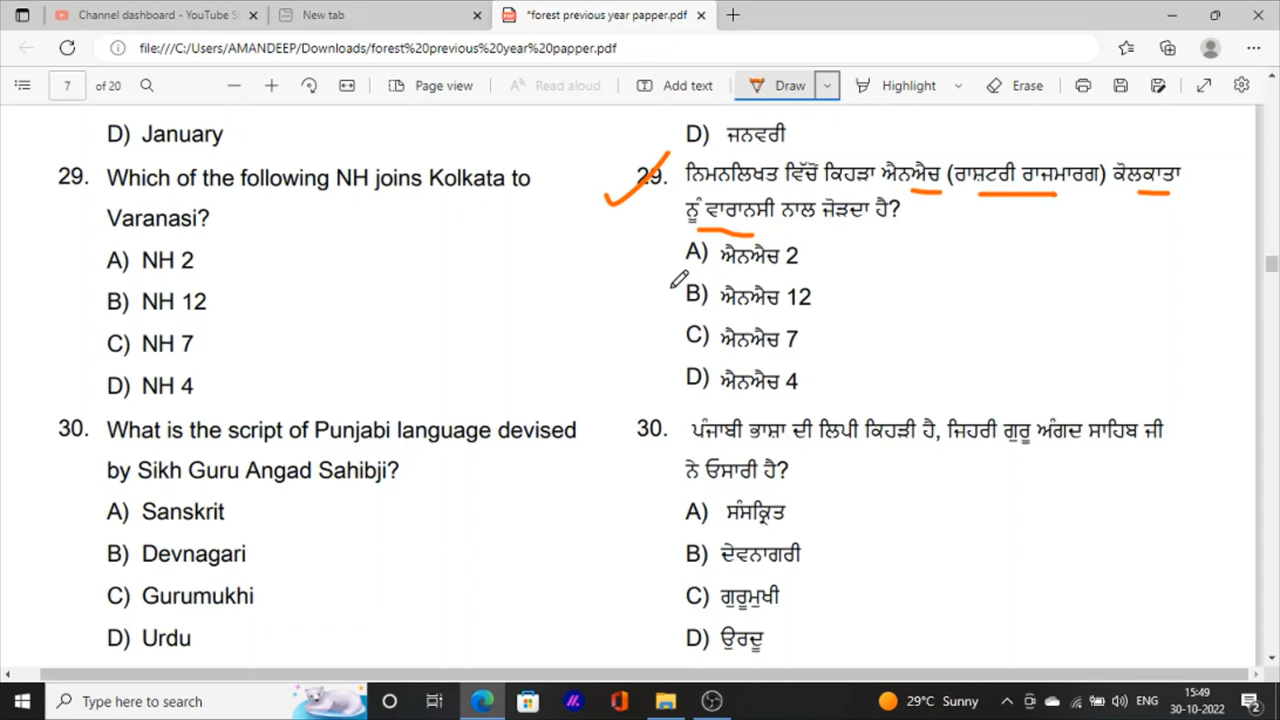 Channel dashboard - YouTube S
New tab
*forest previous year papper.pdf
file:///C:/Users/AMANDEEP/Downloads/forest%20previous%20year%20papper.pdf
7 of 20
Page view
Read aloud
Add text
Draw
Highlight
Erase
D) January
29. Which of the following NH joins Kolkata to
Varanasi?
A) NH 2
B) NH 12
C) NH 7
D) NH 4
30. What is the script of Punjabi language devised
by Sikh Guru Angad Sahibji?
A) Sanskrit
B) Devnagari
C) Gurumukhi
D) Urdu
D) ਜਨਵਰੀ
29. ਨਿਮਨਲਿਖਤ ਵਿੱਚੋਂ ਕਿਹੜਾ ਐਨਐਚ (ਰਾਸ਼ਟਰੀ ਰਾਜਮਾਰਗ) ਕੋਲਕਾਤਾ
ਨੂੰ ਵਾਰਾਨਸੀ ਨਾਲ ਜੋੜਦਾ ਹੈ?
A) ਐਨਐਚ 2
B) ਐਨਐਚ 12
C) ਐਨਐਚ 7
D) ਐਨਐਚ 4
30. ਪੰਜਾਬੀ ਭਾਸ਼ਾ ਦੀ ਲਿਪੀ ਕਿਹੜੀ ਹੈ, ਜਿਹੜੀ ਗੁਰੂ ਅੰਗਦ ਸਾਹਿਬ ਜੀ
ਨੇ ਓਸਾਰੀ ਹੈ?
A) ਸੰਸਕ੍ਰਿਤ
B) ਦੇਵਨਾਗਰੀ
C) ਗੁਰੂਮੁਖੀ
D) ਉਰਦੂ
Type here to search
29°C Sunny
ENG
15:49
30-10-2022
2